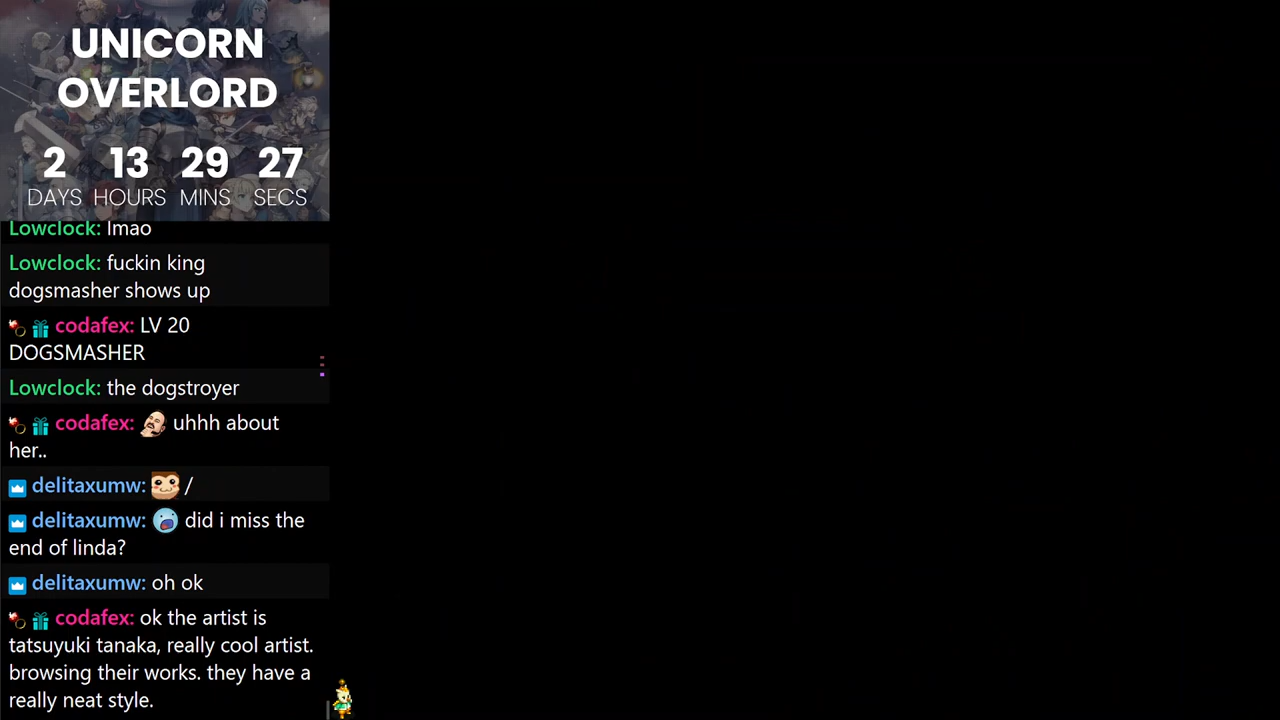 UNICORN
OVERLORD
2 13 29 27
DAYS HOURS MINS SECS
Lowclock: lmao
Lowclock: fuckin king
dogsmasher shows up
codafex: LV 20
DOGSMASHER
Lowclock: the dogstroyer
codafex: uhhh about
her..
delitaxumw: /
delitaxumw: did i miss the
end of linda?
delitaxumw: oh ok
codafex: ok the artist is
tatsuyuki tanaka, really cool artist.
browsing their works. they have a
really neat style.